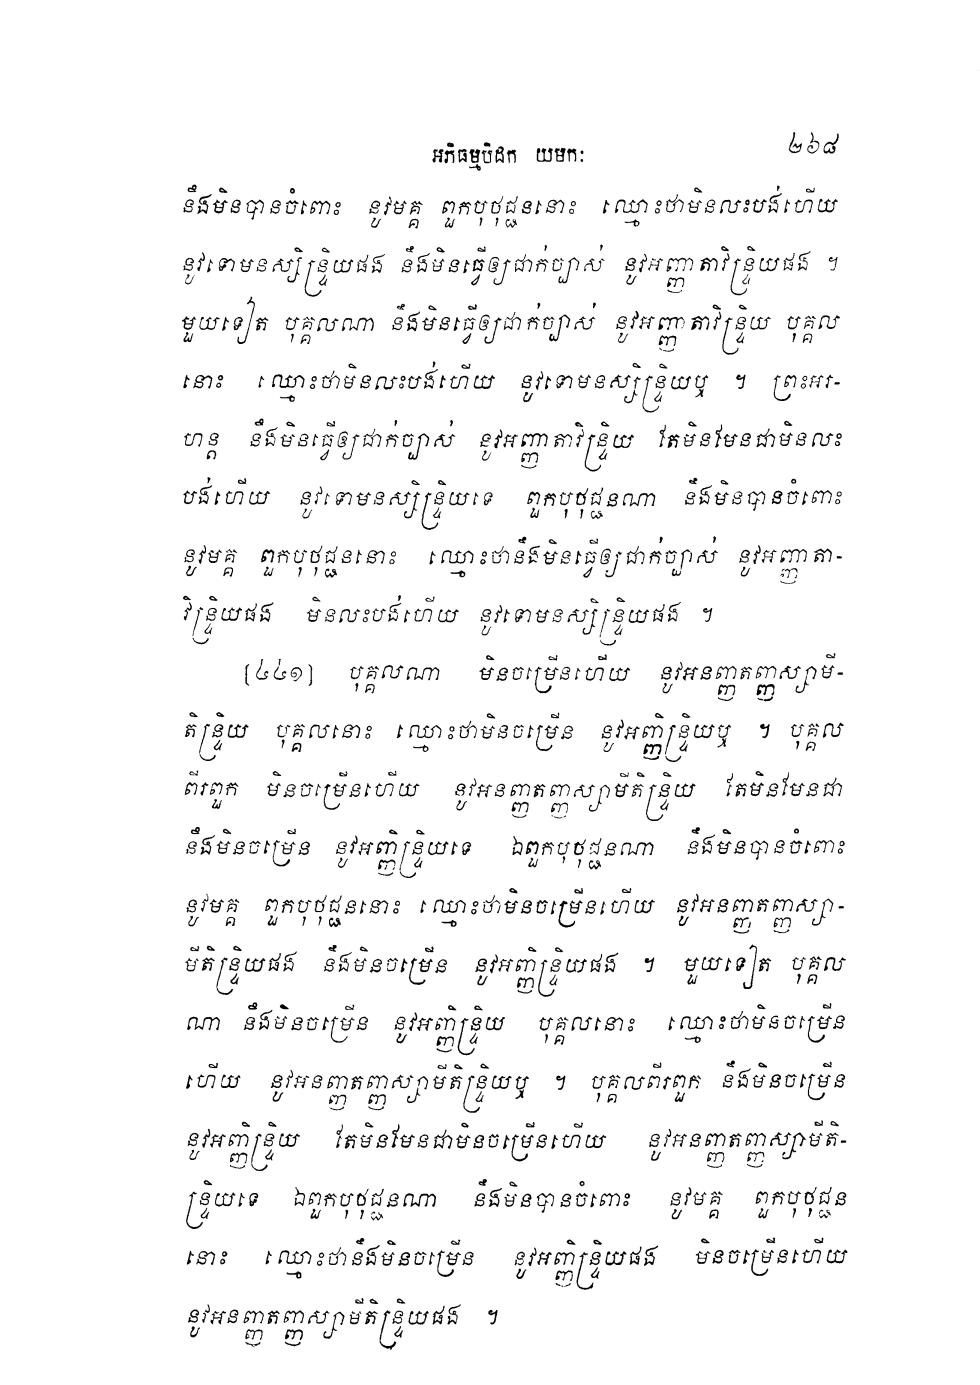 អភិធម្មបិដក យមកៈ ២៦៨
នឹងមិនបានចំពោះ នូវមគ្គ ពួកបុថុជ្ជននោះ ឈ្មោះថាមិនលះបង់ហើយ
នូវទោមនស្សិន្ទ្រិយផង នឹងមិនធ្វើឲ្យជាក់ច្បាស់ នូវអញ្ញាតាវិន្ទ្រិយផង ។
មួយទៀត បុគ្គលណា នឹងមិនធ្វើឲ្យជាក់ច្បាស់ នូវអញ្ញាតាវិន្ទ្រិយ បុគ្គល
នោះ ឈ្មោះថាមិនលះបង់ហើយ នូវទោមនស្សិន្ទ្រិយឬ ។ ព្រះអរ-
ហន្ត នឹងមិនធ្វើឲ្យជាក់ច្បាស់ នូវអញ្ញាតាវិន្ទ្រិយ តែមិនមែនជាមិនលះ
បង់ហើយ នូវទោមនស្សិន្ទ្រិយទេ ពួកបុថុជ្ជនណា នឹងមិនបានចំពោះ
នូវមគ្គ ពួកបុថុជ្ជននោះ ឈ្មោះថានឹងមិនធ្វើឲ្យជាក់ច្បាស់ នូវអញ្ញាតា-
វិន្ទ្រិយផង មិនលះបង់ហើយ នូវទោមនស្សិន្ទ្រិយផង ។
[៤៤១] បុគ្គលណា មិនចម្រើនហើយ នូវអនញ្ញតញ្ញស្សាមី-
តិន្ទ្រិយ បុគ្គលនោះ ឈ្មោះថាមិនចម្រើន នូវអញ្ញិន្ទ្រិយឬ ។ បុគ្គល
ពីរពួក មិនចម្រើនហើយ នូវអនញ្ញតញ្ញស្សាមីតិន្ទ្រិយ តែមិនមែនជា
នឹងមិនចម្រើន នូវអញ្ញិន្ទ្រិយទេ ឯពួកបុថុជ្ជនណា នឹងមិនបានចំពោះ
នូវមគ្គ ពួកបុថុជ្ជននោះ ឈ្មោះថាមិនចម្រើនហើយ នូវអនញ្ញតញ្ញស្សា-
មីតិន្ទ្រិយផង នឹងមិនចម្រើន នូវអញ្ញិន្ទ្រិយផង ។ មួយទៀត បុគ្គល
ណា នឹងមិនចម្រើន នូវអញ្ញិន្ទ្រិយ បុគ្គលនោះ ឈ្មោះថាមិនចម្រើន
ហើយ នូវអនញ្ញតញ្ញស្សាមីតិន្ទ្រិយឬ ។ បុគ្គលពីរពួក នឹងមិនចម្រើន
នូវអញ្ញិន្ទ្រិយ តែមិនមែនជាមិនចម្រើនហើយ នូវអនញ្ញតញ្ញស្សាមីតិ-
ន្ទ្រិយទេ ឯពួកបុថុជ្ជនណា នឹងមិនបានចំពោះ នូវមគ្គ ពួកបុថុជ្ជន
នោះ ឈ្មោះថានឹងមិនចម្រើន នូវអញ្ញិន្ទ្រិយផង មិនចម្រើនហើយ
នូវអនញ្ញតញ្ញស្សាមីតិន្ទ្រិយផង ។